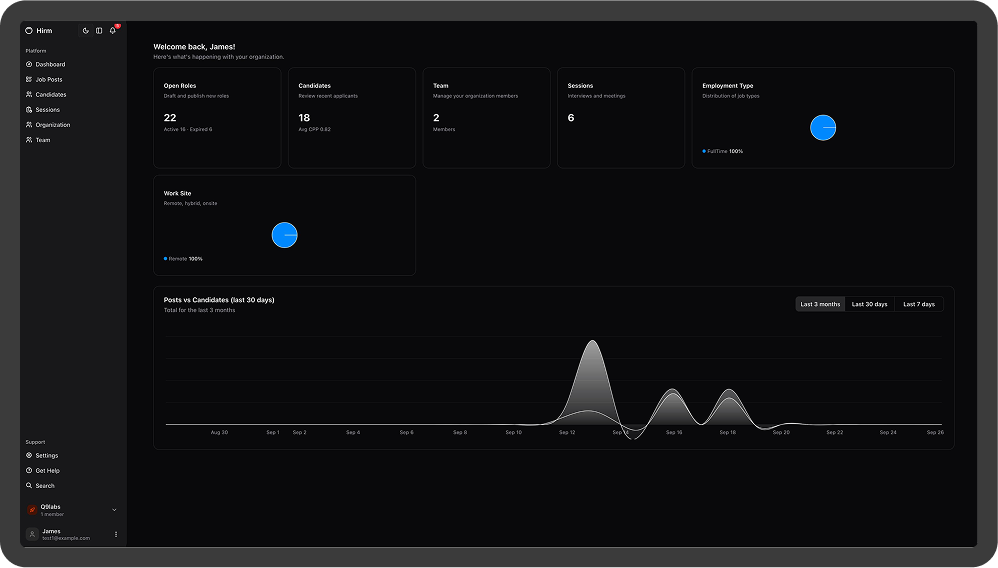 Hirm
Platform
Dashboard
Job Posts
Candidates
Sessions
Organization
Team
Support
Settings
Get Help
Search
Q9labs
1 member
James
test1@example.com
Welcome back, James!
Here's what's happening with your organization.
Open Roles
Draft and publish new roles
22
Active 16 · Expired 6
Candidates
Review recent applicants
18
Avg CPP 0.82
Team
Manage your organization members
2
Members
Sessions
Interviews and meetings
6
Employment Type
Distribution of job types
FullTime 100%
Work Site
Remote, hybrid, onsite
Remote 100%
Posts vs Candidates (last 30 days)
Total for the last 3 months
Last 3 months Last 30 days Last 7 days
Aug 30 Sep 1 Sep 2 Sep 4 Sep 6 Sep 8 Sep 10 Sep 12 Sep 14 Sep 16 Sep 18 Sep 20 Sep 22 Sep 24 Sep 26